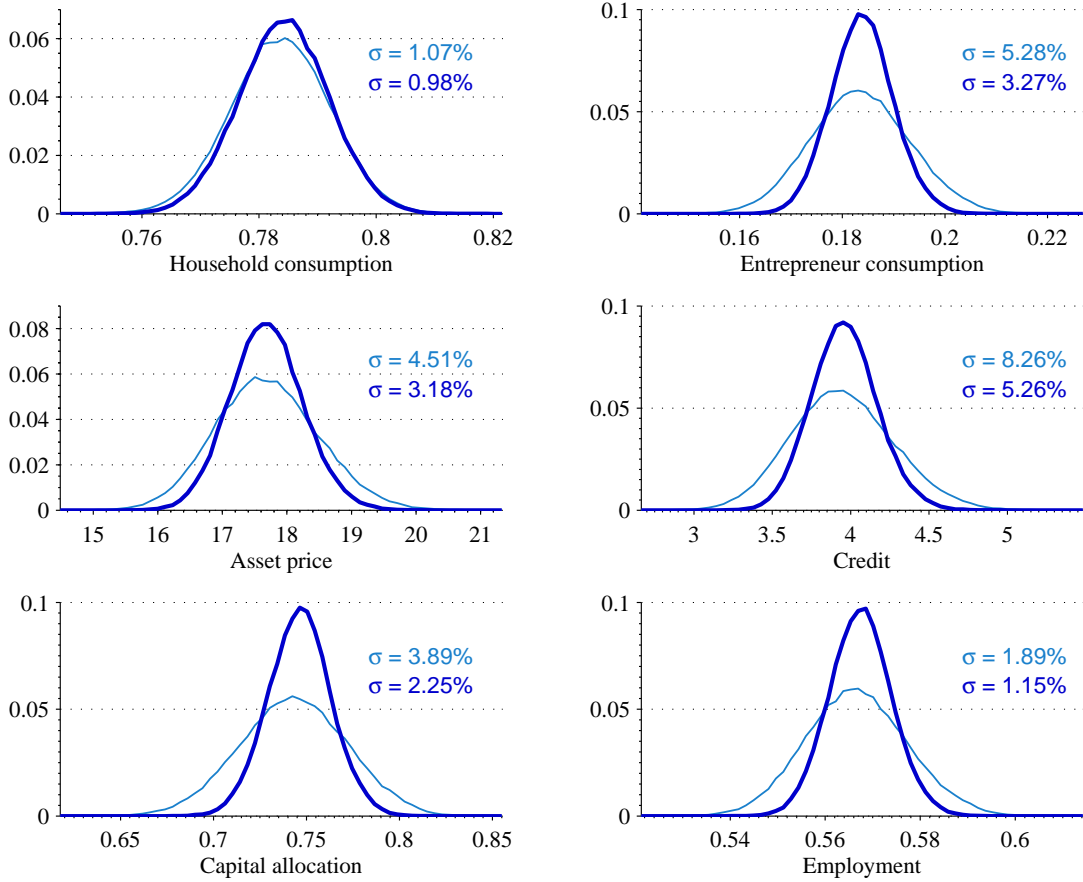 0.06
0.04
0.02
0
0.76 0.78 0.8 0.82
Household consumption
σ = 1.07%
σ = 0.98%
0.1
0.05
0
0.16 0.18 0.2 0.22
Entrepreneur consumption
σ = 5.28%
σ = 3.27%
0.08
0.06
0.04
0.02
0
15 16 17 18 19 20 21
Asset price
σ = 4.51%
σ = 3.18%
0.1
0.05
0
3 3.5 4 4.5 5
Credit
σ = 8.26%
σ = 5.26%
0.1
0.05
0
0.65 0.7 0.75 0.8 0.85
Capital allocation
σ = 3.89%
σ = 2.25%
0.1
0.05
0
0.54 0.56 0.58 0.6
Employment
σ = 1.89%
σ = 1.15%